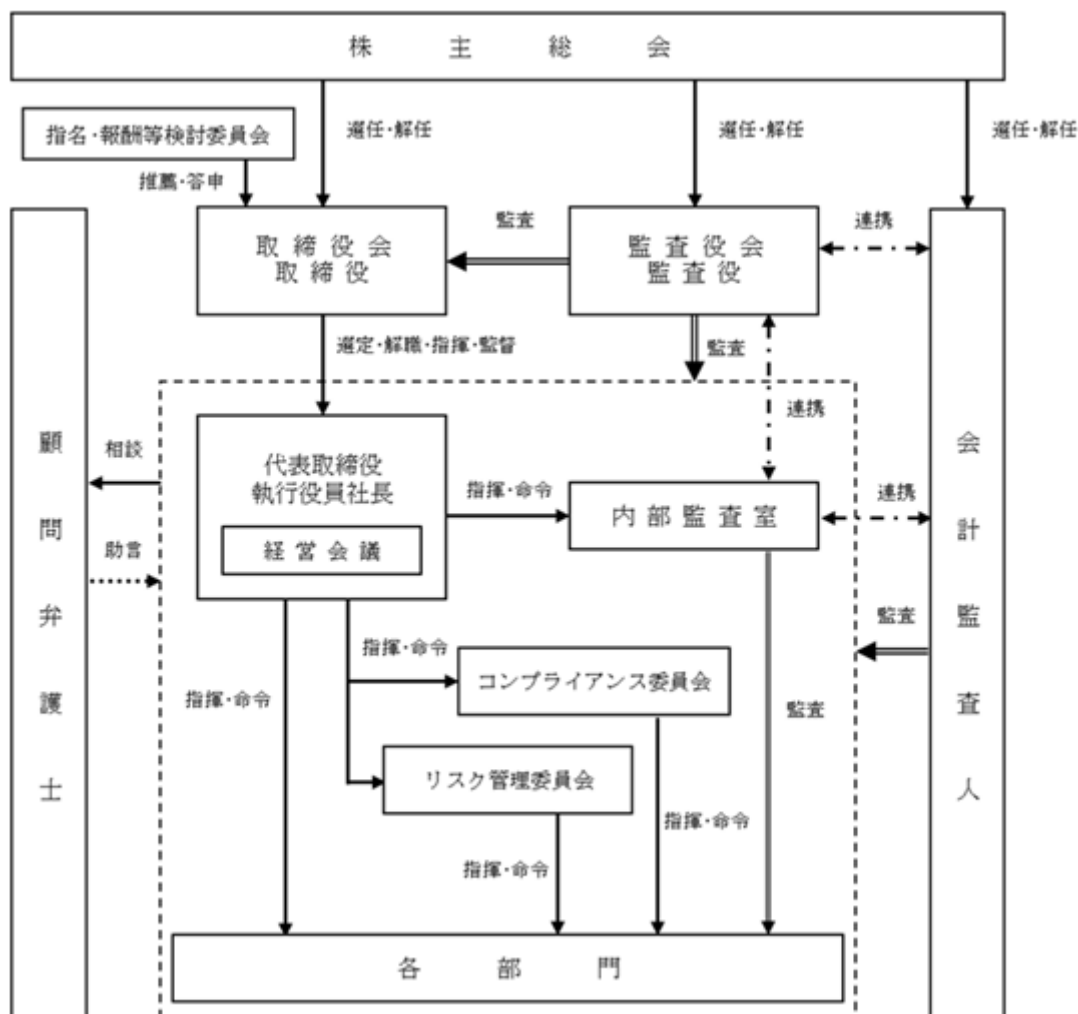 株主総会
選任・解任
選任・解任
選任・解任
指名・報酬等検討委員会
推薦・答申
取締役会
取締役
監査
監査役会
監査役
連携
選定・解職・指揮・監督
監査
連携
顧問弁護士
相談
助言
代表取締役
執行役員社長
経営会議
指揮・命令
内部監査室
連携
会計監査人
監査
指揮・命令
コンプライアンス委員会
指揮・命令
監査
リスク管理委員会
指揮・命令
指揮・命令
各部門